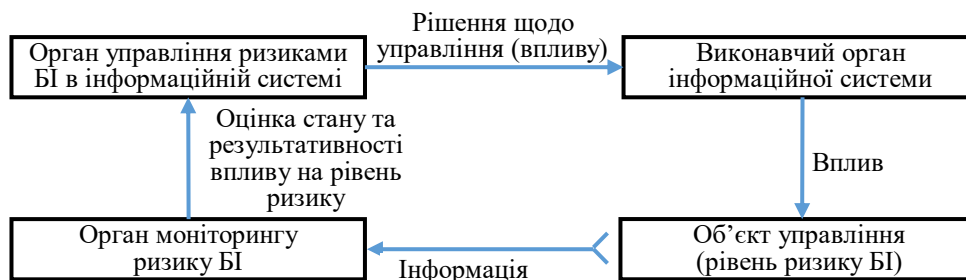 Рішення щодо
управління (впливу)
Орган управління ризиками
БІ в інформаційній системі
Виконавчий орган
інформаційної системи
Оцінка стану та
результативності
впливу на рівень
ризику
Вплив
Орган моніторингу
ризику БІ
Інформація
Об’єкт управління
(рівень ризику БІ)